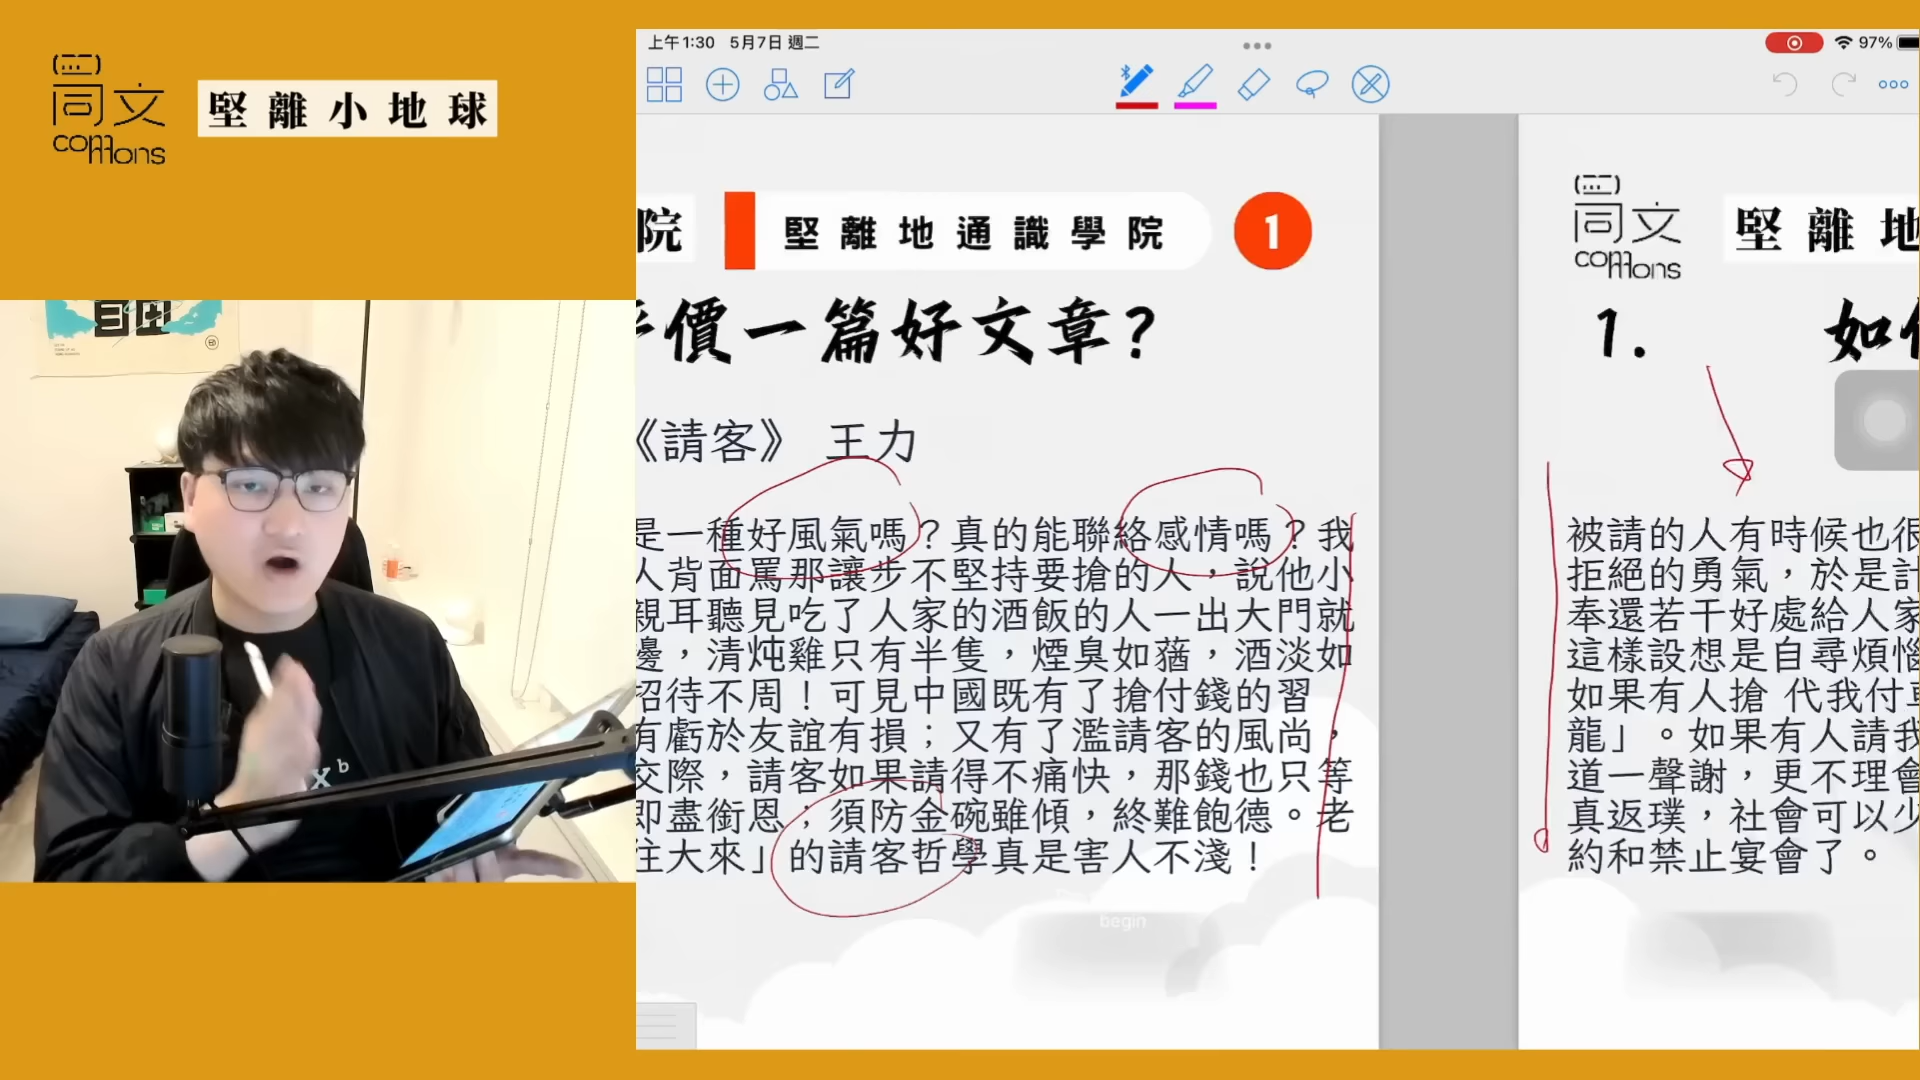 同文
commons
堅離小地球
自由
x b
上午1:30 5月7日 週二
97%
院
堅離地通識學院
1
評價一篇好文章?
《請客》 王力
是一種好風氣嗎?真的能聯絡感情嗎?我
人背面罵那讓步不堅持要搶的人,說他小
親耳聽見吃了人家的酒飯的人一出大門就
邊,清炖雞只有半隻,煙臭如蕕,酒淡如
招待不周!可見中國既有了搶付錢的習
有虧於友誼有損;又有了濫請客的風尚,
交際,請客如果請得不痛快,那錢也只等
即盡銜恩;須防金碗雖傾,終難飽德。老
往大來」的請客哲學真是害人不淺!
begin
同文
commons
堅離地
1. 如何
被請的人有時候也很
拒絕的勇氣,於是計
奉還若干好處給人家
這樣設想是自尋煩惱
如果有人搶 代我付車
龍」。如果有人請我
道一聲謝,更不理會
真返璞,社會可以少
約和禁止宴會了。